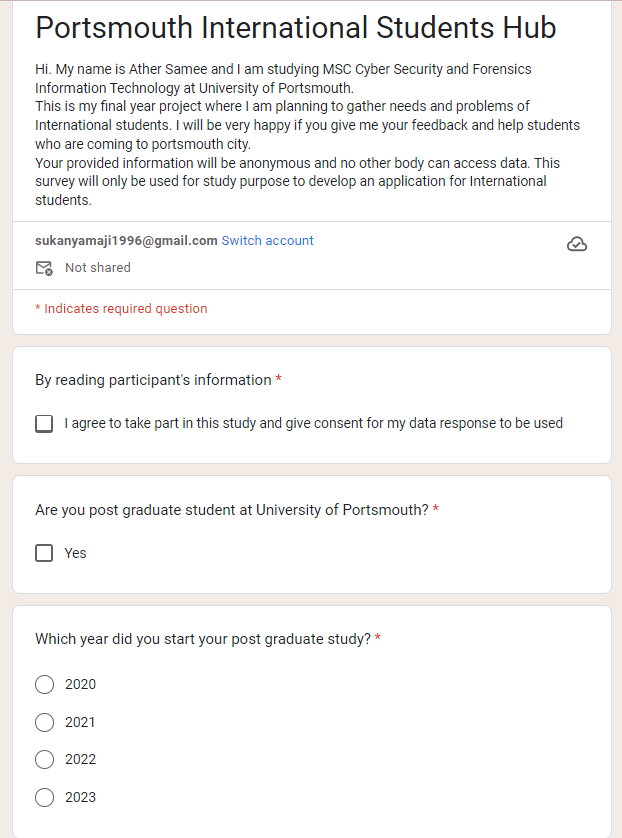 Portsmouth International Students Hub
Hi. My name is Ather Samee and I am studying MSC Cyber Security and Forensics
Information Technology at University of Portsmouth.
This is my final year project where I am planning to gather needs and problems of
International students. I will be very happy if you give me your feedback and help students
who are coming to portsmouth city.
Your provided information will be anonymous and no other body can access data. This
survey will only be used for study purpose to develop an application for International
students.
sukanyamaji1996@gmail.com Switch account
Not shared
* Indicates required question
By reading participant's information *
I agree to take part in this study and give consent for my data response to be used
Are you post graduate student at University of Portsmouth? *
Yes
Which year did you start your post graduate study? *
2020
2021
2022
2023